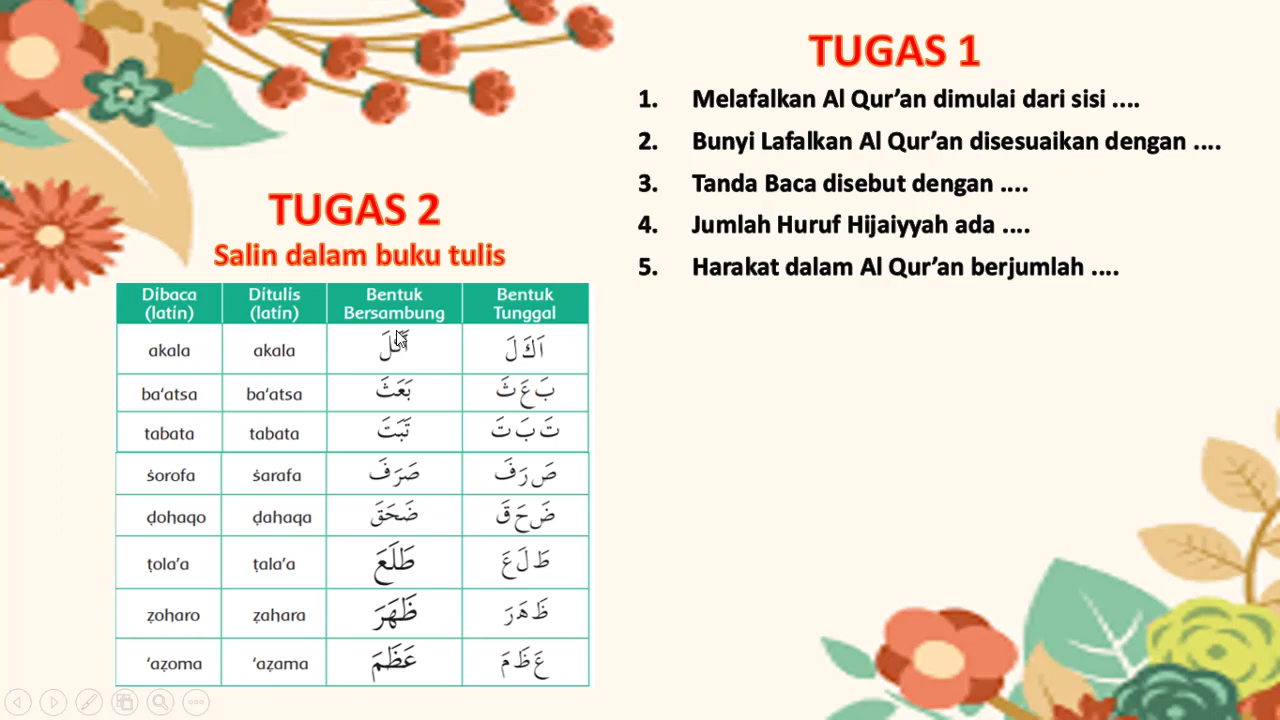 TUGAS 1
1. Melafalkan Al Qur’an dimulai dari sisi ....
2. Bunyi Lafalkan Al Qur’an disesuaikan dengan ....
3. Tanda Baca disebut dengan ....
4. Jumlah Huruf Hijaiyyah ada ....
5. Harakat dalam Al Qur’an berjumlah ....
TUGAS 2
Salin dalam buku tulis
Dibaca (latin) Ditulis (latin) Bentuk Bersambung Bentuk Tunggal
akala akala اَكَلَ اَ كَ لَ
ba‘atsa ba‘atsa بَعَثَ بَ عَ ثَ
tabata tabata تَبَتَ تَ بَ تَ
ṡorofa ṡarafa صَرَفَ صَ رَ فَ
ḍoḥaqo ḍaḥaqa ضَحَقَ ضَ حَ قَ
ṭola’a ṭala’a طَلَعَ طَ لَ عَ
ẓoharo ẓahara ظَهَرَ ظَ هَ رَ
‘aẓoma ‘aẓama عَظَمَ عَ ظَ مَ